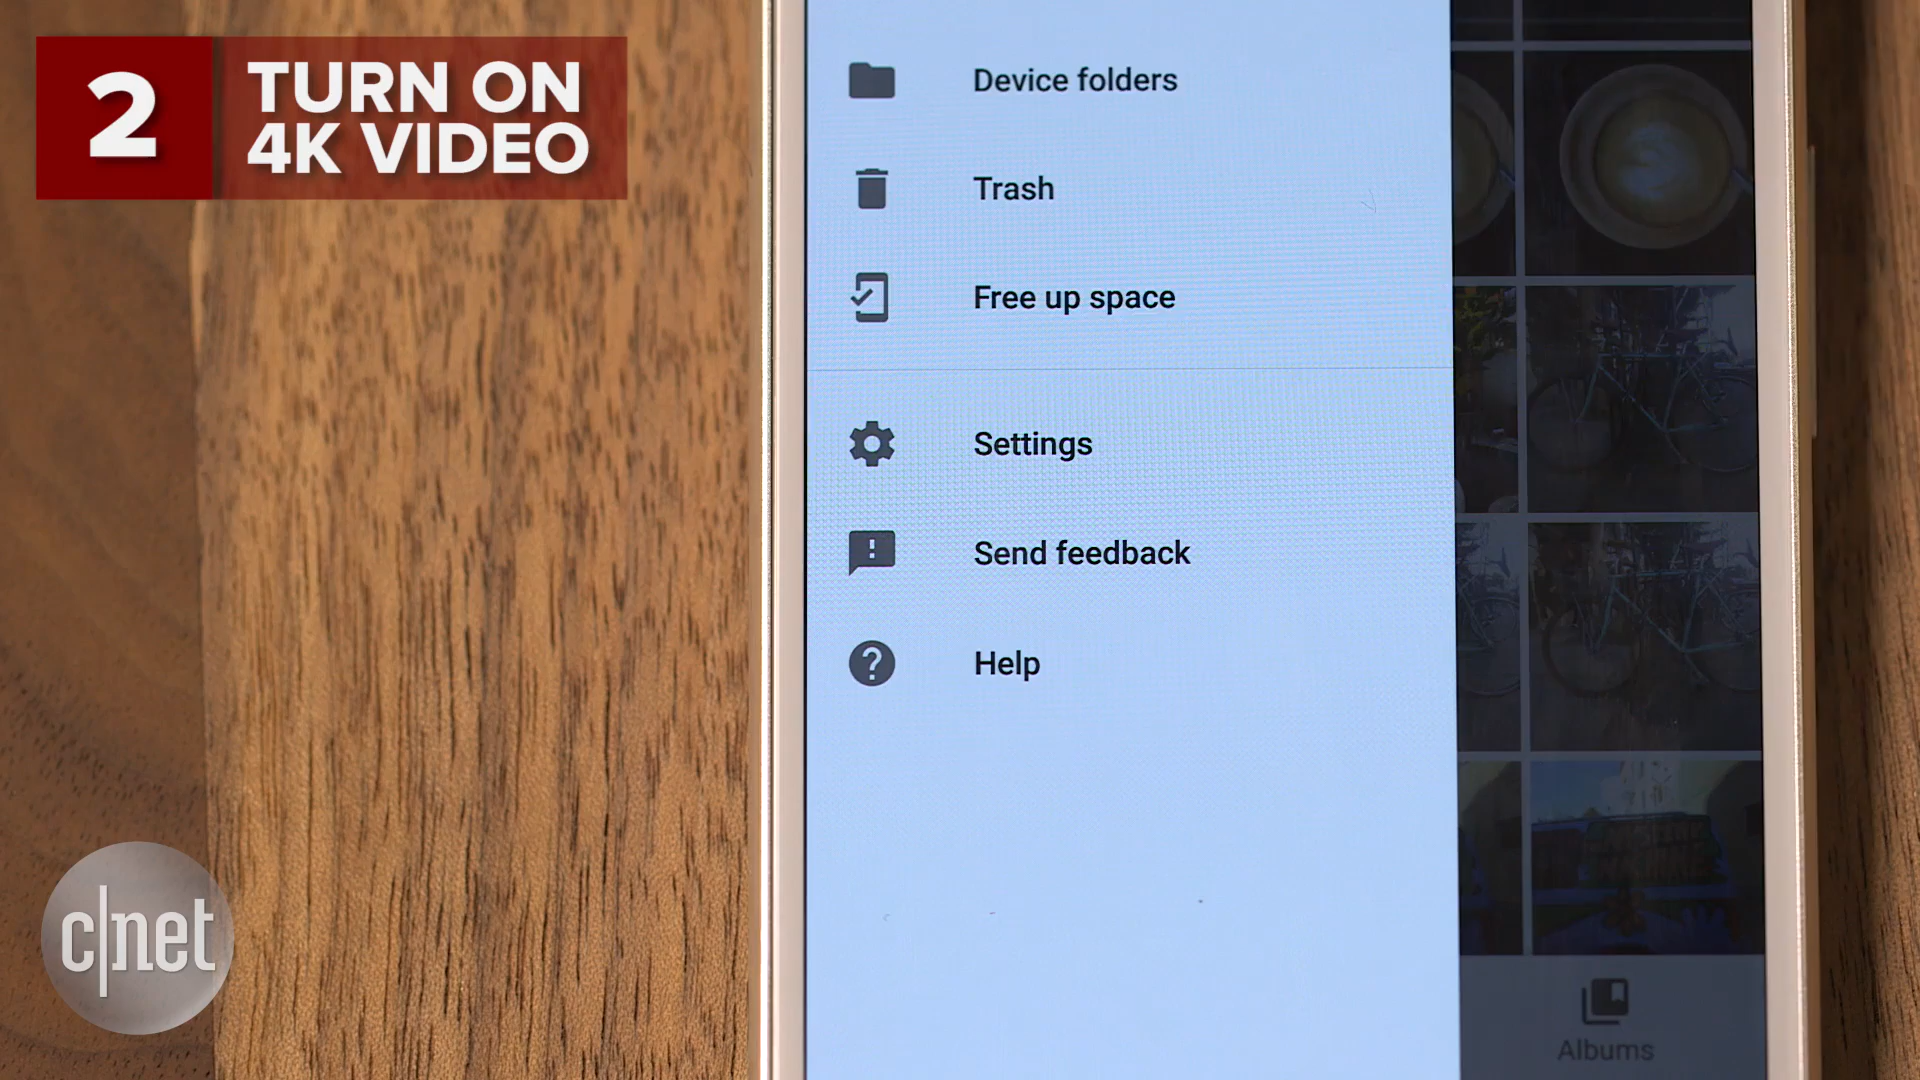 2
TURN ON
4K VIDEO
Device folders
Trash
Free up space
Settings
Send feedback
Help
Albums
c|net